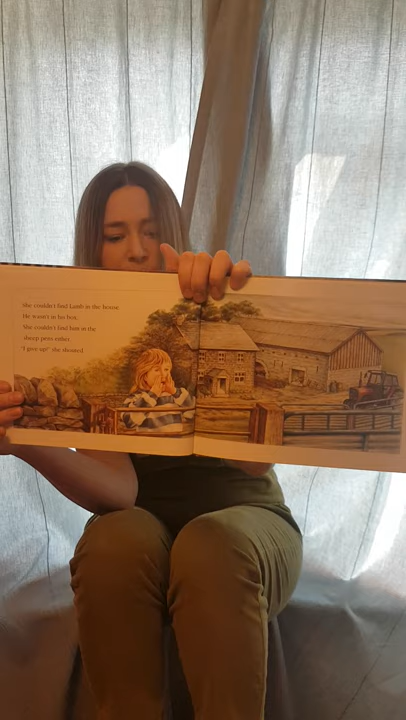 She couldn't find Lamb in the house.
He wasn't in his box.
She couldn't find him in the
sheep pens either.
"I give up!" she shouted.